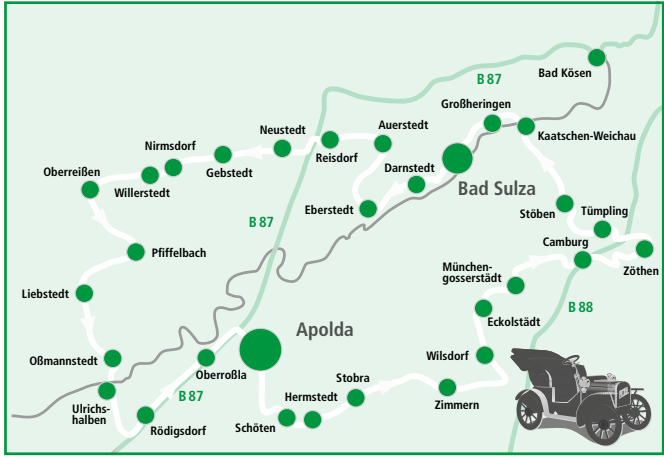 Bad Kösen
B 87
Großheringen
Auerstedt
Neustedt
Kaatschen-Weichau
Nirmsdorf
Reisdorf
Gebstedt
Darnstedt
Oberreißen
Willerstedt
Bad Sulza
Eberstedt
Stöben
Tümpling
B 87
Camburg
Pfiffelbach
Zöthen
München-
gosserstädt
Liebstedt
B 88
Eckolstädt
Apolda
Oßmannstedt
Wilsdorf
Oberroßla
Stobra
B 87
Hermstedt
Zimmern
Ulrichs-
halben
Rödigsdorf
Schöten